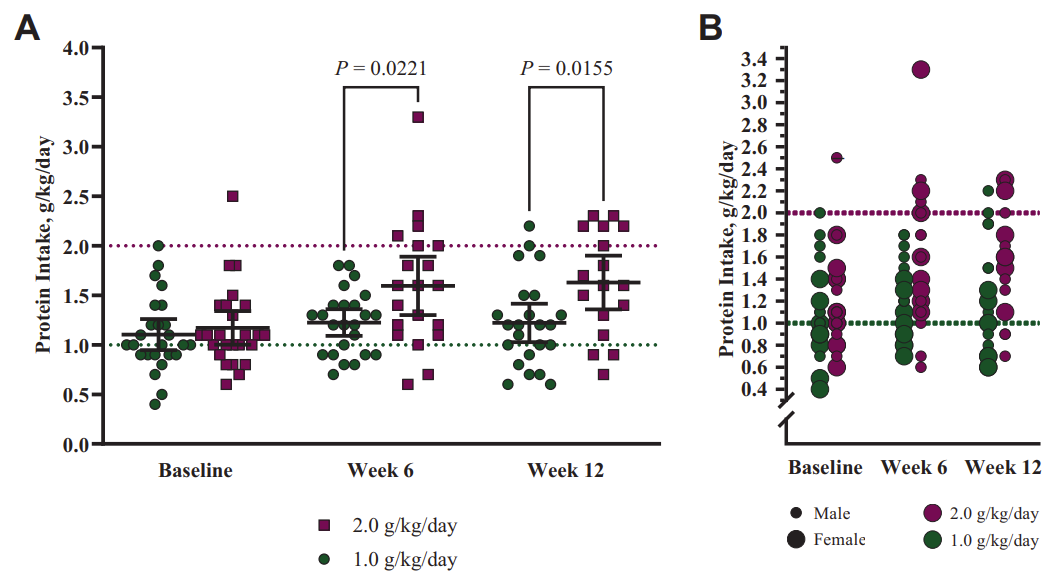 A
Protein Intake, g/kg/day
4.0
3.5
3.0
2.5
2.0
1.5
1.0
0.5
0.0
P = 0.0221
P = 0.0155
Baseline
Week 6
Week 12
2.0 g/kg/day
1.0 g/kg/day
B
Protein Intake, g/kg/day
3.4
3.2
3.0
2.8
2.6
2.4
2.2
2.0
1.8
1.6
1.4
1.2
1.0
0.8
0.6
0.4
Baseline
Week 6
Week 12
Male
Female
2.0 g/kg/day
1.0 g/kg/day